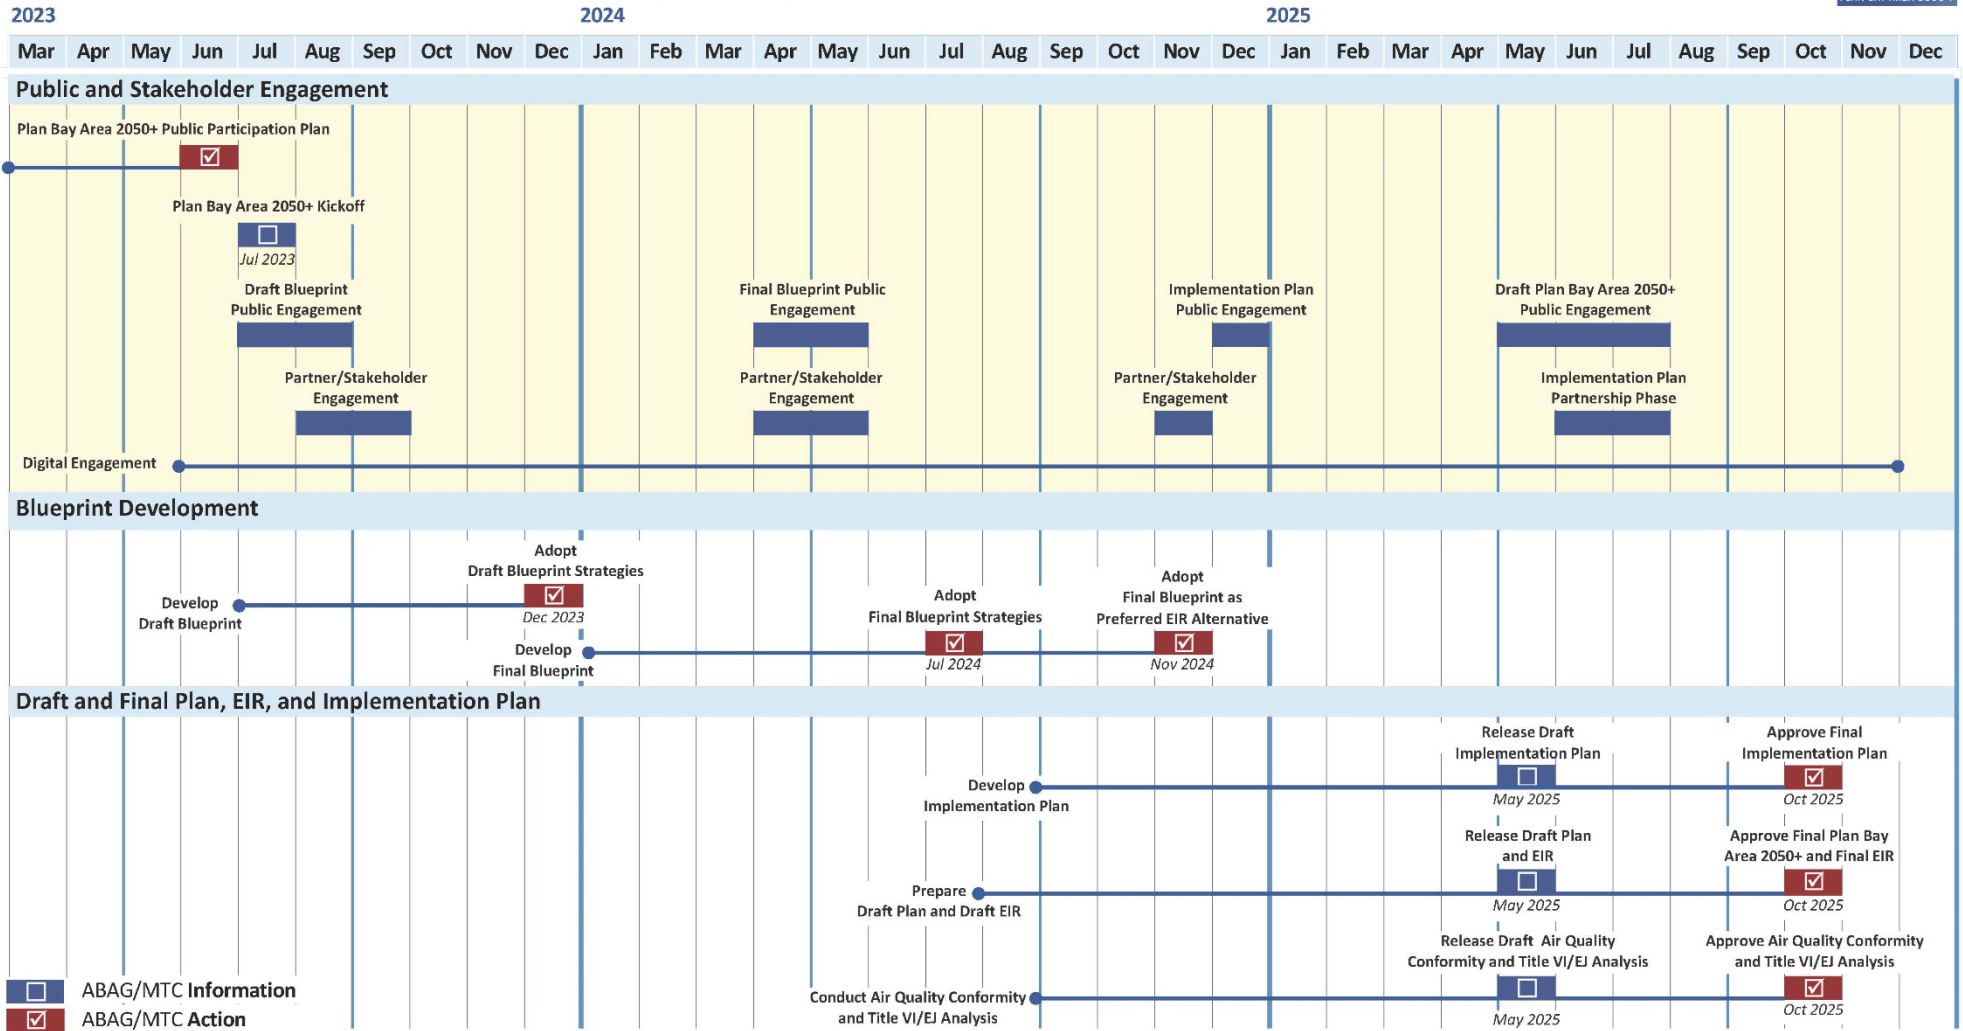 2023 2024 2025
Mar Apr May Jun Jul Aug Sep Oct Nov Dec Jan Feb Mar Apr May Jun Jul Aug Sep Oct Nov Dec Jan Feb Mar Apr May Jun Jul Aug Sep Oct Nov Dec
Public and Stakeholder Engagement
Plan Bay Area 2050+ Public Participation Plan
Plan Bay Area 2050+ Kickoff
Jul 2023
Draft Blueprint
Public Engagement
Final Blueprint Public
Engagement
Implementation Plan
Public Engagement
Draft Plan Bay Area 2050+
Public Engagement
Partner/Stakeholder
Engagement
Partner/Stakeholder
Engagement
Partner/Stakeholder
Engagement
Implementation Plan
Partnership Phase
Digital Engagement
Blueprint Development
Adopt
Draft Blueprint Strategies
Develop
Draft Blueprint
Dec 2023
Adopt
Final Blueprint Strategies
Adopt
Final Blueprint as
Preferred EIR Alternative
Develop
Final Blueprint
Jul 2024
Nov 2024
Draft and Final Plan, EIR, and Implementation Plan
Release Draft
Implementation Plan
Approve Final
Implementation Plan
Develop
Implementation Plan
May 2025
Oct 2025
Release Draft Plan
and EIR
Approve Final Plan Bay
Area 2050+ and Final EIR
Prepare
Draft Plan and Draft EIR
May 2025
Oct 2025
Release Draft Air Quality
Conformity and Title VI/EJ Analysis
Approve Air Quality Conformity
and Title VI/EJ Analysis
Conduct Air Quality Conformity
and Title VI/EJ Analysis
May 2025
Oct 2025
ABAG/MTC Information
ABAG/MTC Action